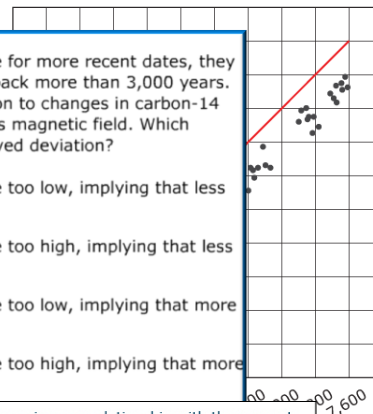 for more recent dates, they
ack more than 3,000 years.
on to changes in carbon-14
s magnetic field. Which
ved deviation?
too low, implying that less
too high, implying that less
too low, implying that more
too high, implying that more
7,600